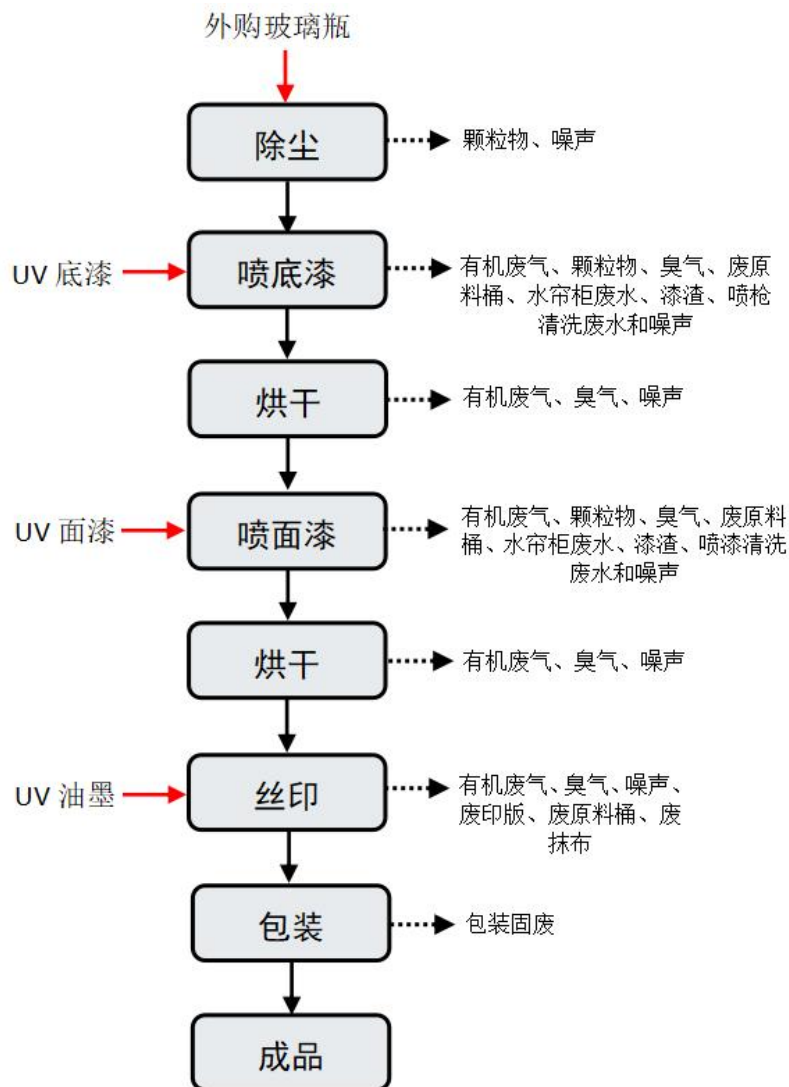 外购玻璃瓶
除尘
颗粒物、噪声
UV 底漆
喷底漆
有机废气、颗粒物、臭气、废原
料桶、水帘柜废水、漆渣、喷枪
清洗废水和噪声
烘干
有机废气、臭气、噪声
UV 面漆
喷面漆
有机废气、颗粒物、臭气、废原料
桶、水帘柜废水、漆渣、喷漆清洗
废水和噪声
烘干
有机废气、臭气、噪声
UV 油墨
丝印
有机废气、臭气、噪声、
废印版、废原料桶、废
抹布
包装
包装固废
成品